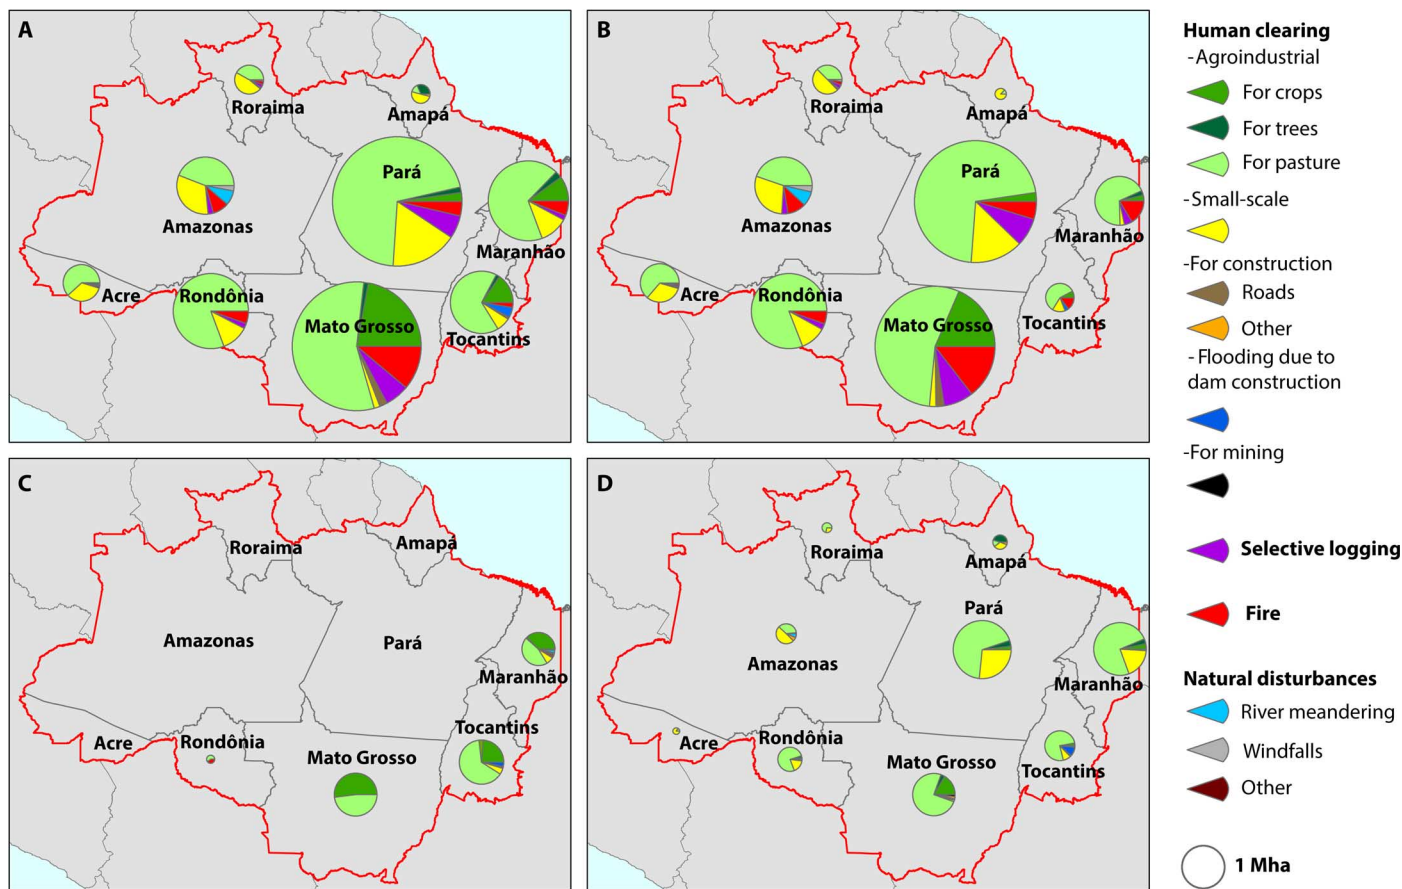 A
Roraima
Amapá
Pará
Amazonas
Maranhão
Acre
Rondônia
Mato Grosso
Tocantins
B
Roraima
Amapá
Pará
Amazonas
Maranhão
Acre
Rondônia
Mato Grosso
Tocantins
C
Roraima
Amapá
Amazonas
Pará
Maranhão
Tocantins
Acre
Rondônia
Mato Grosso
D
Roraima
Amapá
Pará
Amazonas
Maranhão
Acre
Rondônia
Mato Grosso
Tocantins
Human clearing
-Agroindustrial
For crops
For trees
For pasture
-Small-scale
-For construction
Roads
Other
- Flooding due to
dam construction
-For mining
Selective logging
Fire
Natural disturbances
River meandering
Windfalls
Other
1 Mha